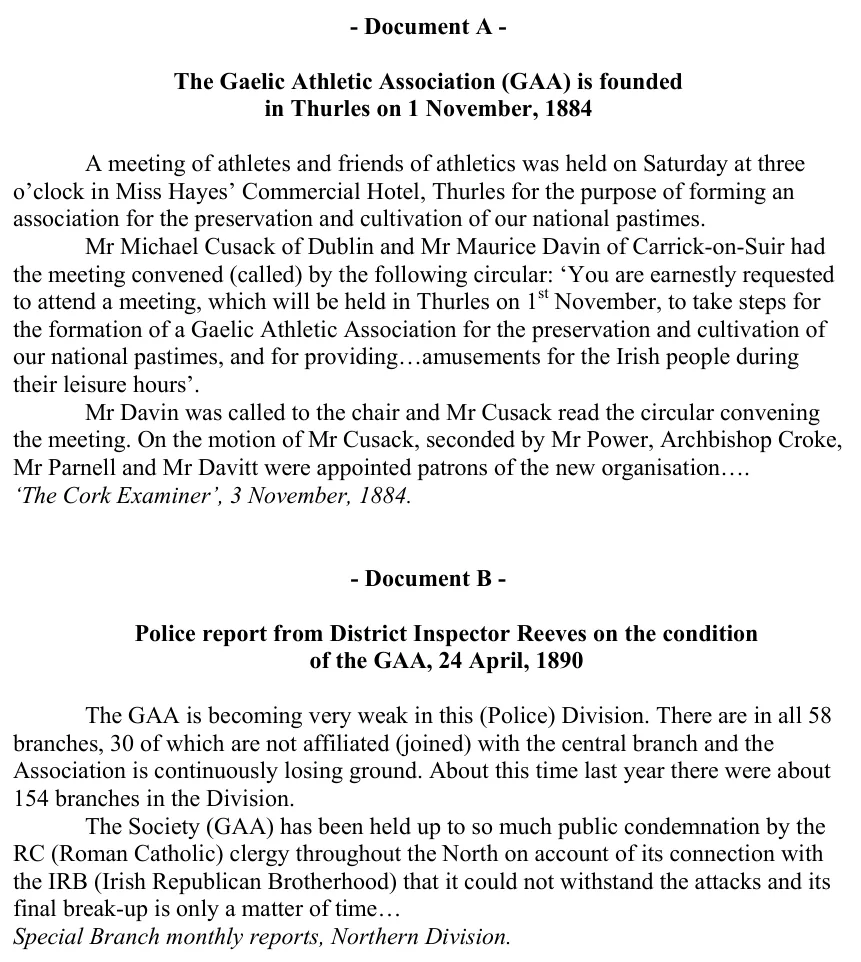 - Document A -
The Gaelic Athletic Association (GAA) is founded
in Thurles on 1 November, 1884
A meeting of athletes and friends of athletics was held on Saturday at three
o’clock in Miss Hayes’ Commercial Hotel, Thurles for the purpose of forming an
association for the preservation and cultivation of our national pastimes.
Mr Michael Cusack of Dublin and Mr Maurice Davin of Carrick-on-Suir had
the meeting convened (called) by the following circular: ‘You are earnestly requested
to attend a meeting, which will be held in Thurles on 1st November, to take steps for
the formation of a Gaelic Athletic Association for the preservation and cultivation of
our national pastimes, and for providing…amusements for the Irish people during
their leisure hours’.
Mr Davin was called to the chair and Mr Cusack read the circular convening
the meeting. On the motion of Mr Cusack, seconded by Mr Power, Archbishop Croke,
Mr Parnell and Mr Davitt were appointed patrons of the new organisation….
‘The Cork Examiner’, 3 November, 1884.
- Document B -
Police report from District Inspector Reeves on the condition
of the GAA, 24 April, 1890
The GAA is becoming very weak in this (Police) Division. There are in all 58
branches, 30 of which are not affiliated (joined) with the central branch and the
Association is continuously losing ground. About this time last year there were about
154 branches in the Division.
The Society (GAA) has been held up to so much public condemnation by the
RC (Roman Catholic) clergy throughout the North on account of its connection with
the IRB (Irish Republican Brotherhood) that it could not withstand the attacks and its
final break-up is only a matter of time…
Special Branch monthly reports, Northern Division.